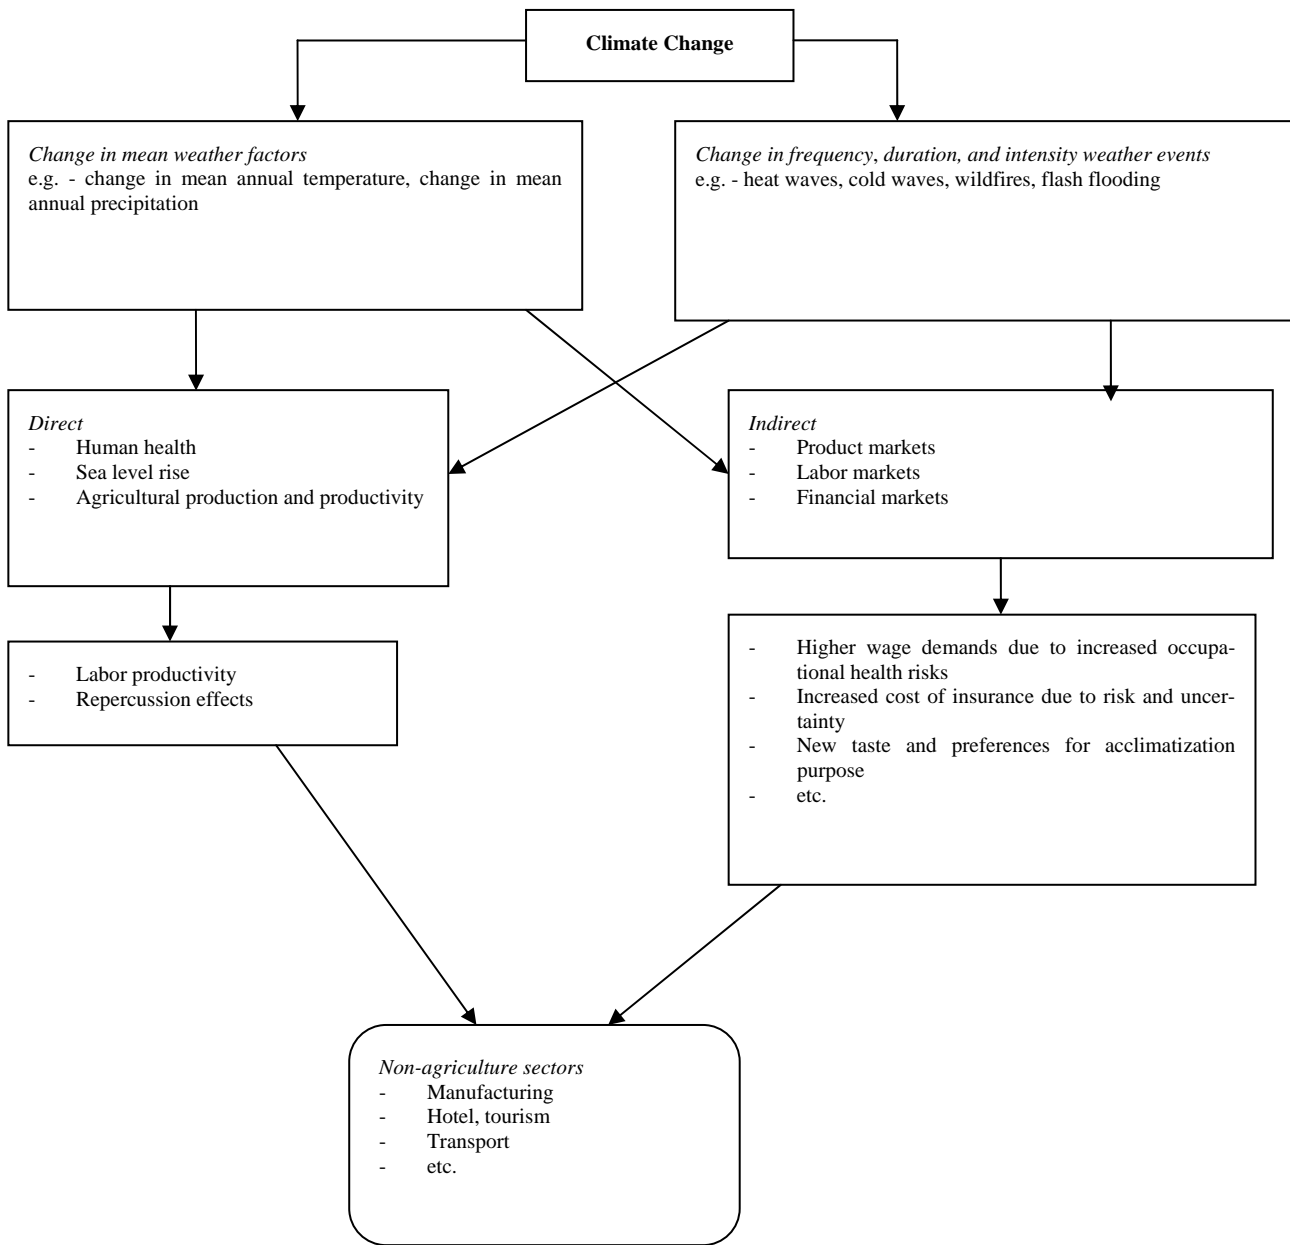 Climate Change
Change in mean weather factors
e.g. - change in mean annual temperature, change in mean
annual precipitation
Change in frequency, duration, and intensity weather events
e.g. - heat waves, cold waves, wildfires, flash flooding
Direct
- Human health
- Sea level rise
- Agricultural production and productivity
Indirect
- Product markets
- Labor markets
- Financial markets
- Labor productivity
- Repercussion effects
- Higher wage demands due to increased occupa-
tional health risks
- Increased cost of insurance due to risk and uncer-
tainty
- New taste and preferences for acclimatization
purpose
- etc.
Non-agriculture sectors
- Manufacturing
- Hotel, tourism
- Transport
- etc.